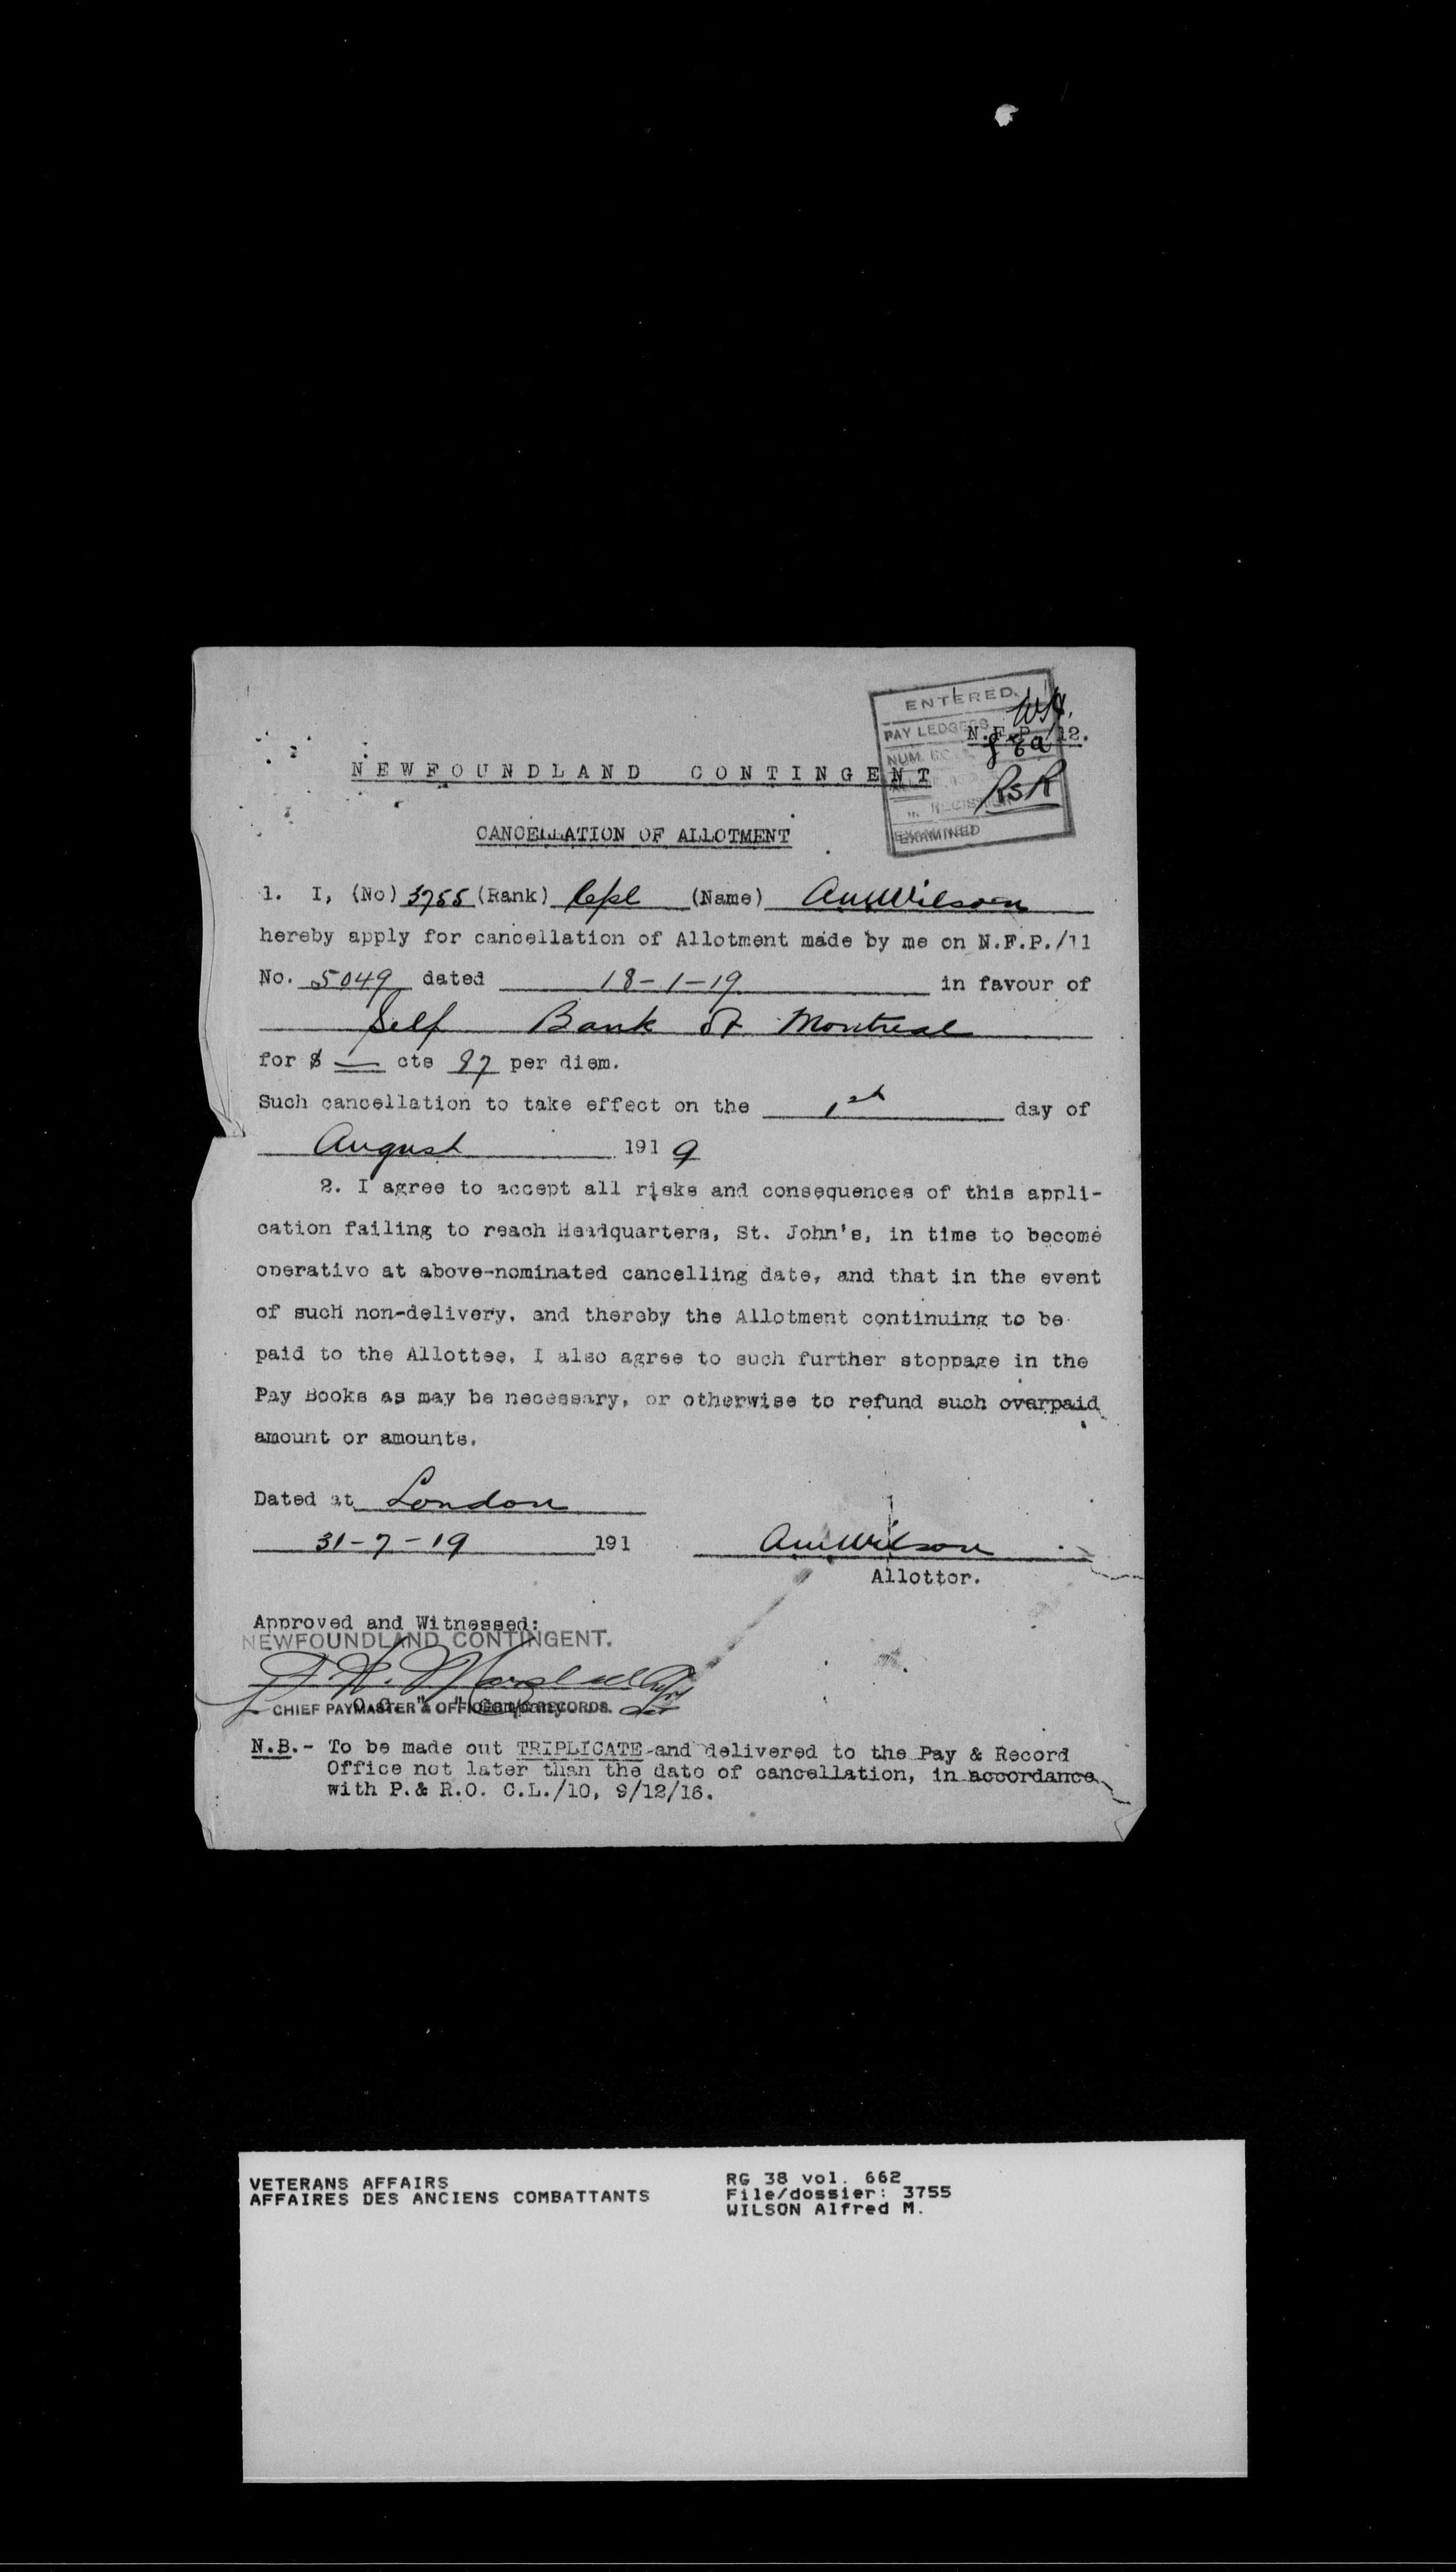 ENTERED.
PAY LEDGERS
N.F.P./12.
NUM.
RSR
EXAMINED
NEWFOUNDLAND CONTINGENT
CANCELLATION OF ALLOTMENT
1. I, (No) 3755 (Rank) Cpl (Name) AMWilson
hereby apply for cancellation of Allotment made by me on N.F.P./11
No. 5049 dated 18-1-19 in favour of
Self Bank of Montreal
for $ — cts 87 per diem.
Such cancellation to take effect on the 1st day of
August 1919
2. I agree to accept all risks and consequences of this appli-
cation failing to reach Headquarters, St. John's, in time to become
operative at above-nominated cancelling date, and that in the event
of such non-delivery, and thereby the Allotment continuing to be
paid to the Allottee, I also agree to such further stoppage in the
Pay Books as may be necessary, or otherwise to refund such overpaid
amount or amounts.
Dated at London
31-7-19 191 AMWilson
Allottor.
Approved and Witnessed:
NEWFOUNDLAND CONTINGENT.
Marshall
CHIEF PAYMASTER & OFFICER i/c RECORDS.
N.B.- To be made out TRIPLICATE and delivered to the Pay & Record
Office not later than the date of cancellation, in accordance
with P.& R.O. C.L./10, 9/12/16.
VETERANS AFFAIRS
AFFAIRES DES ANCIENS COMBATTANTS
RG 38 vol. 662
File/dossier: 3755
WILSON Alfred M.